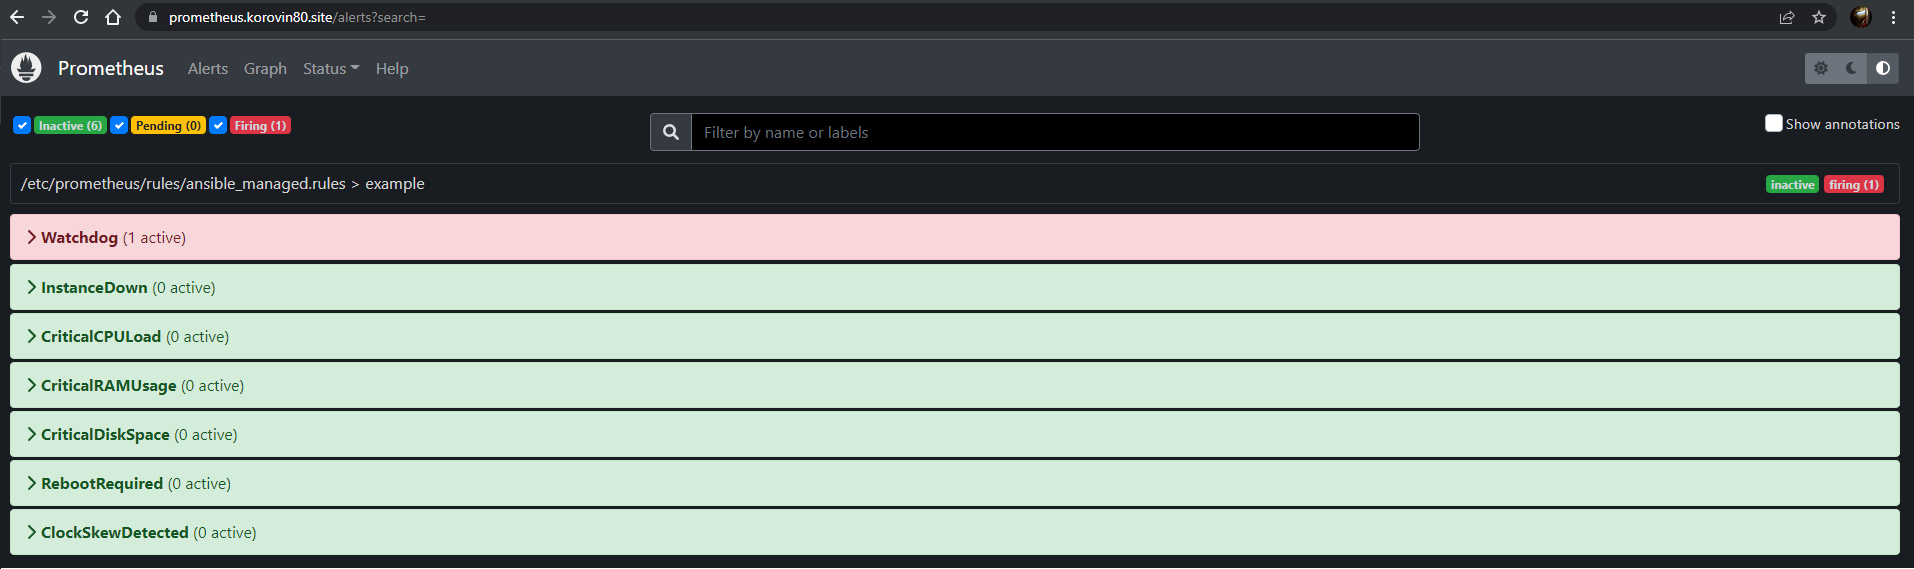 prometheus.korovin80.site/alerts?search=
Prometheus Alerts Graph Status Help
Inactive (6) Pending (0) Firing (1) Filter by name or labels Show annotations
/etc/prometheus/rules/ansible_managed.rules > example inactive firing (1)
Watchdog (1 active)
InstanceDown (0 active)
CriticalCPULoad (0 active)
CriticalRAMUsage (0 active)
CriticalDiskSpace (0 active)
RebootRequired (0 active)
ClockSkewDetected (0 active)